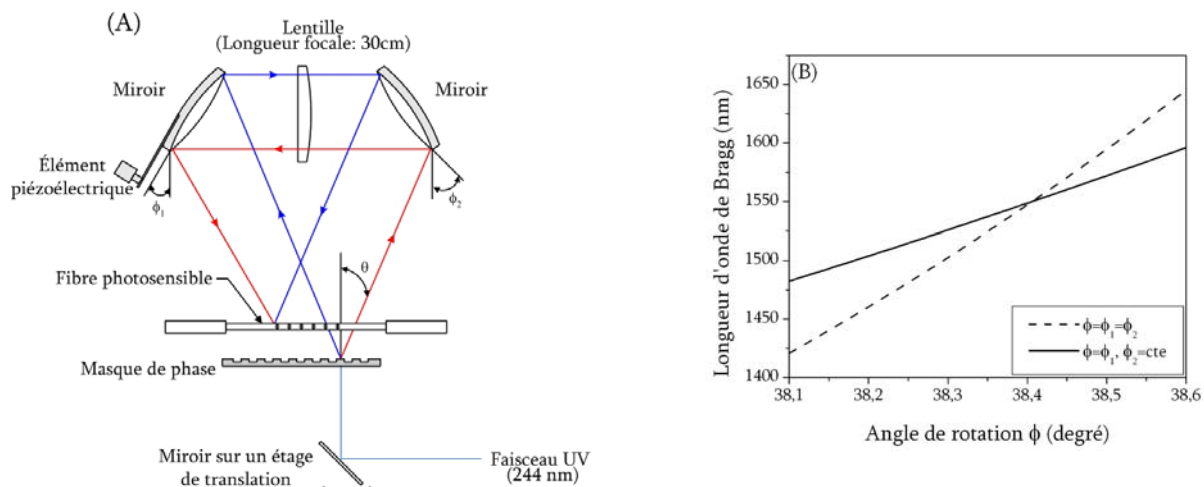 (A)
Lentille
(Longueur focale: 30cm)
Miroir
Miroir
Élément
piézoélectrique
ϕ₁
ϕ₂
Fibre photosensible
θ
Masque de phase
Miroir sur un étage
de translation
Faisceau UV
(244 nm)
(B)
Longueur d'onde de Bragg (nm)
1650
1600
1550
1500
1450
1400
38,1
38,2
38,3
38,4
38,5
38,6
ϕ=ϕ₁=ϕ₂
ϕ=ϕ₁, ϕ₂=cte
Angle de rotation ϕ (degré)